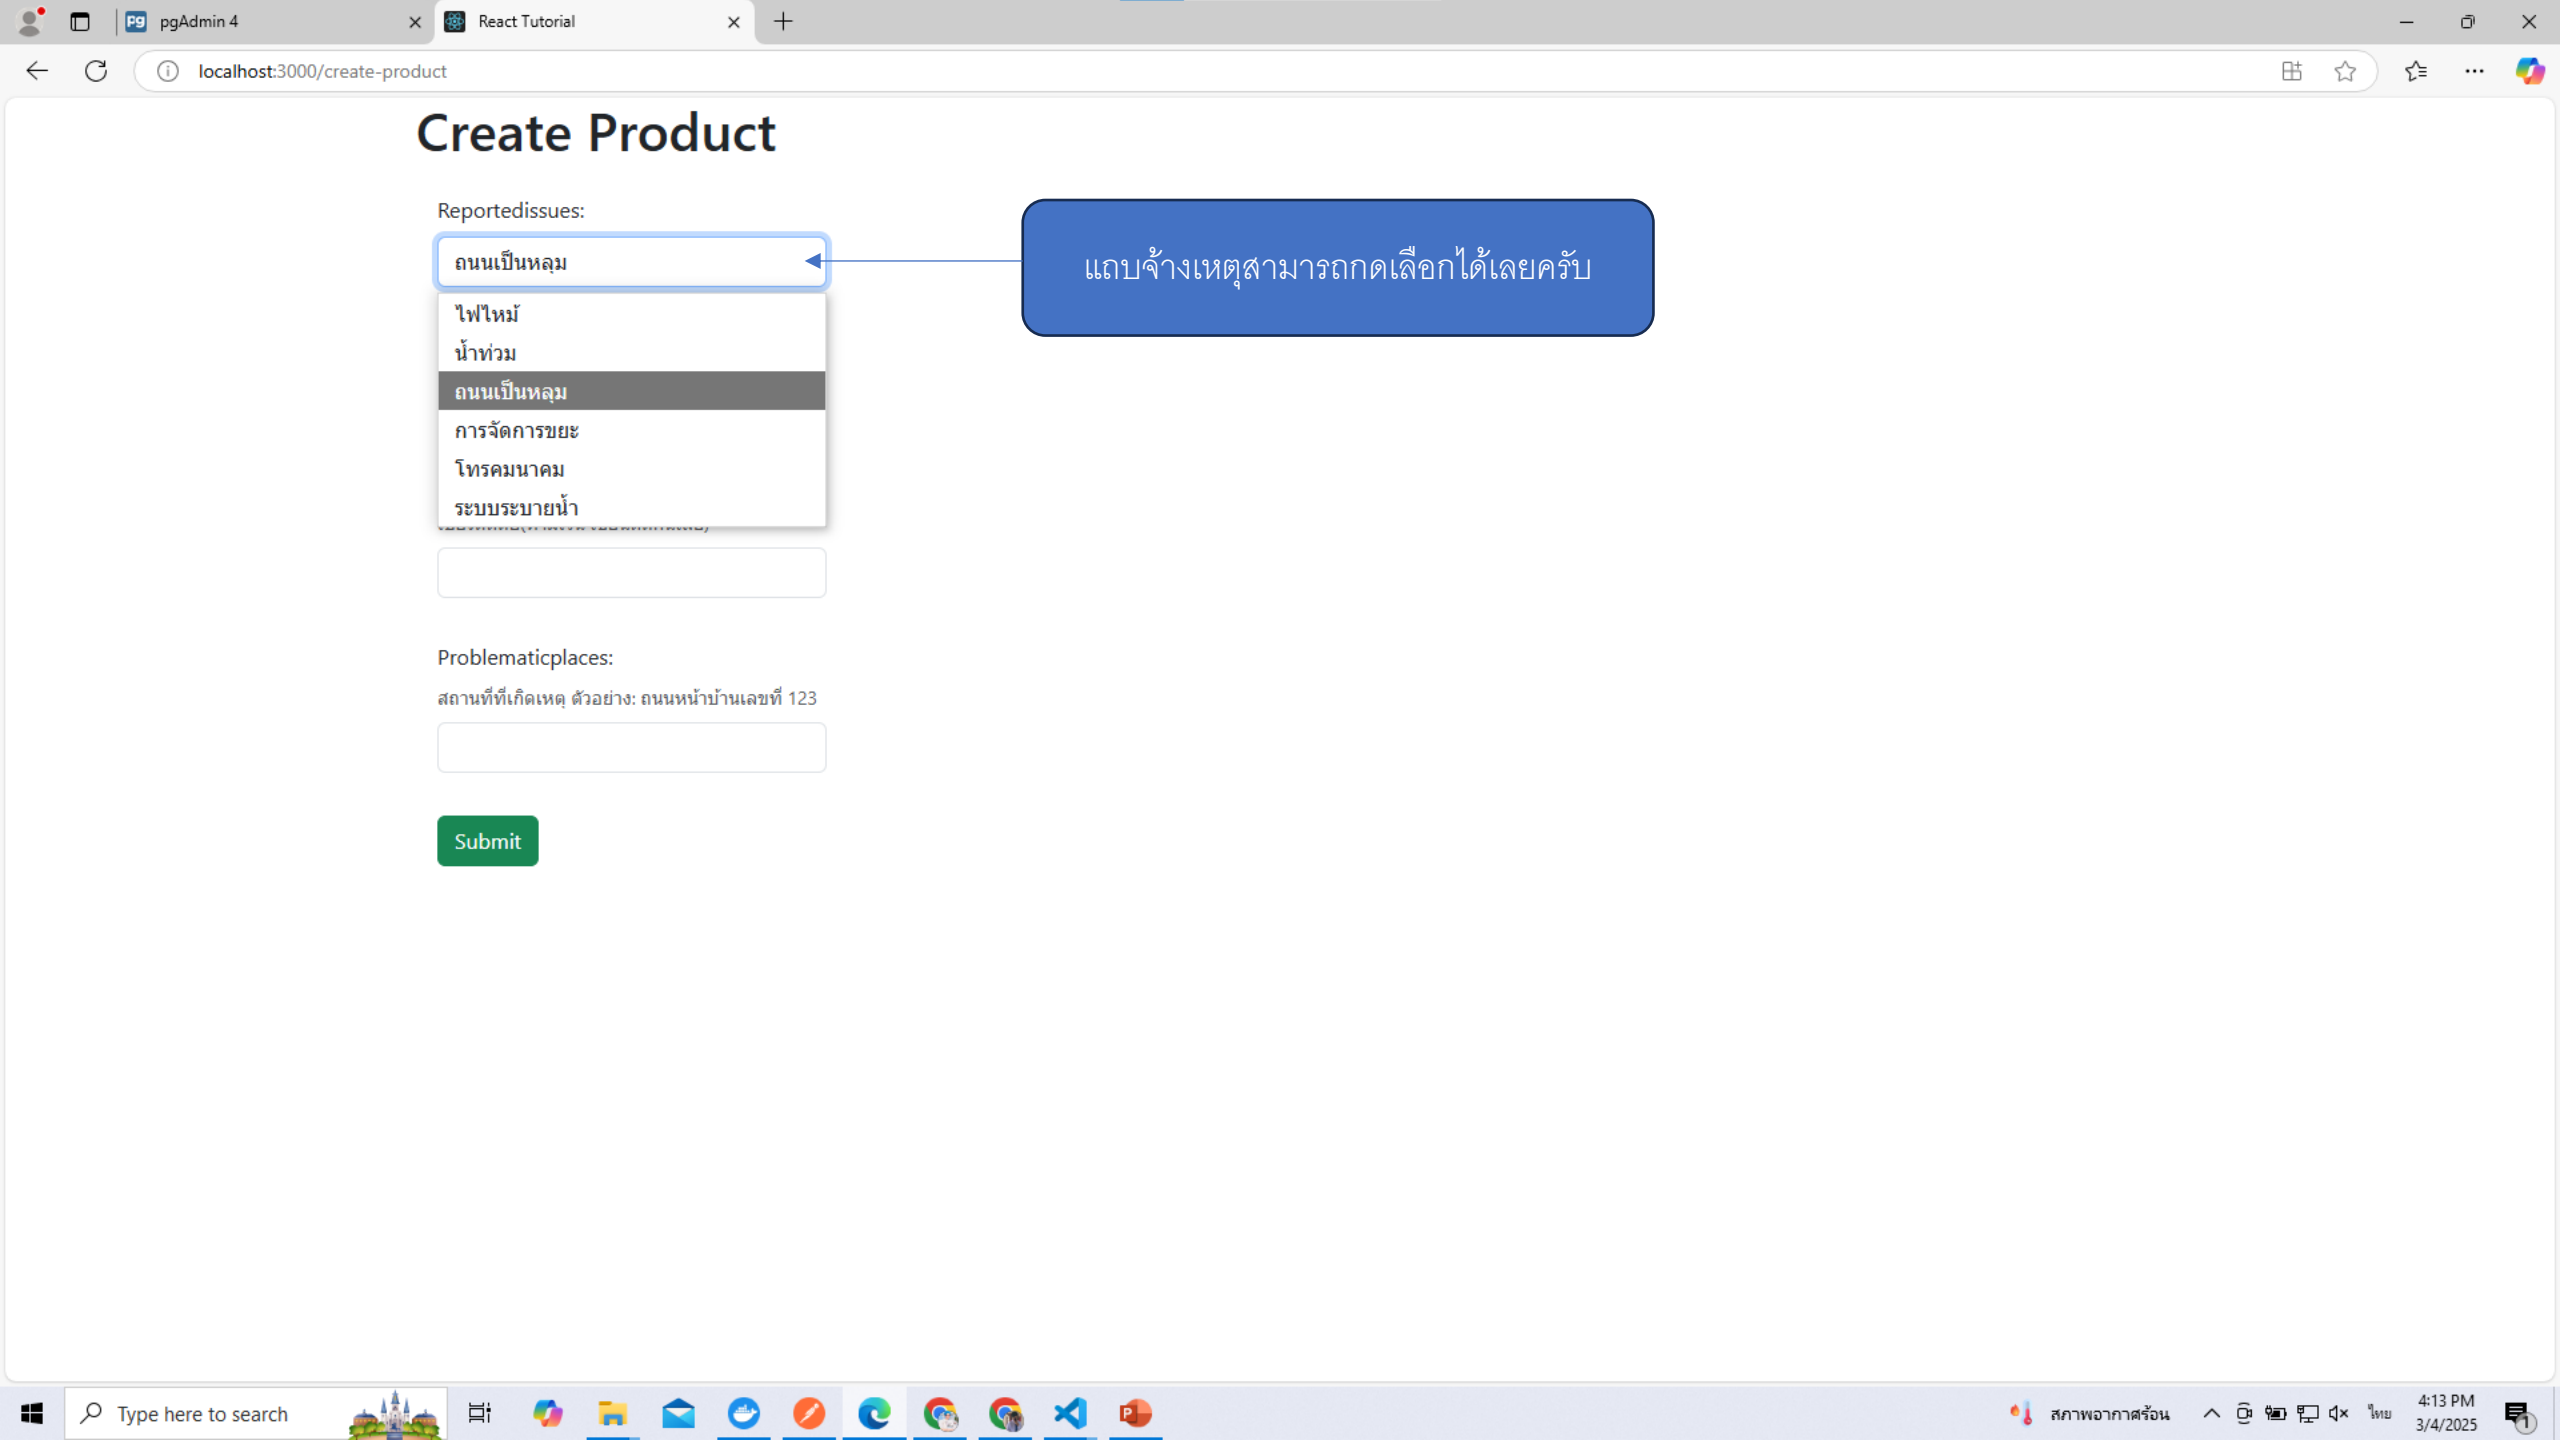 pgAdmin 4
React Tutorial
localhost:3000/create-product
Create Product
Reportedissues:
ถนนเป็นหลุม
แถบจ้างเหตุสามารถกดเลือกได้เลยครับ
ไฟไหม้
น้ำท่วม
ถนนเป็นหลุม
การจัดการขยะ
โทรคมนาคม
ระบบระบายน้ำ
Problematicplaces:
สถานที่ที่เกิดเหตุ ตัวอย่าง: ถนนหน้าบ้านเลขที่ 123
Submit
Type here to search
สภาพอากาศร้อน
ไทย
4:13 PM
3/4/2025
1